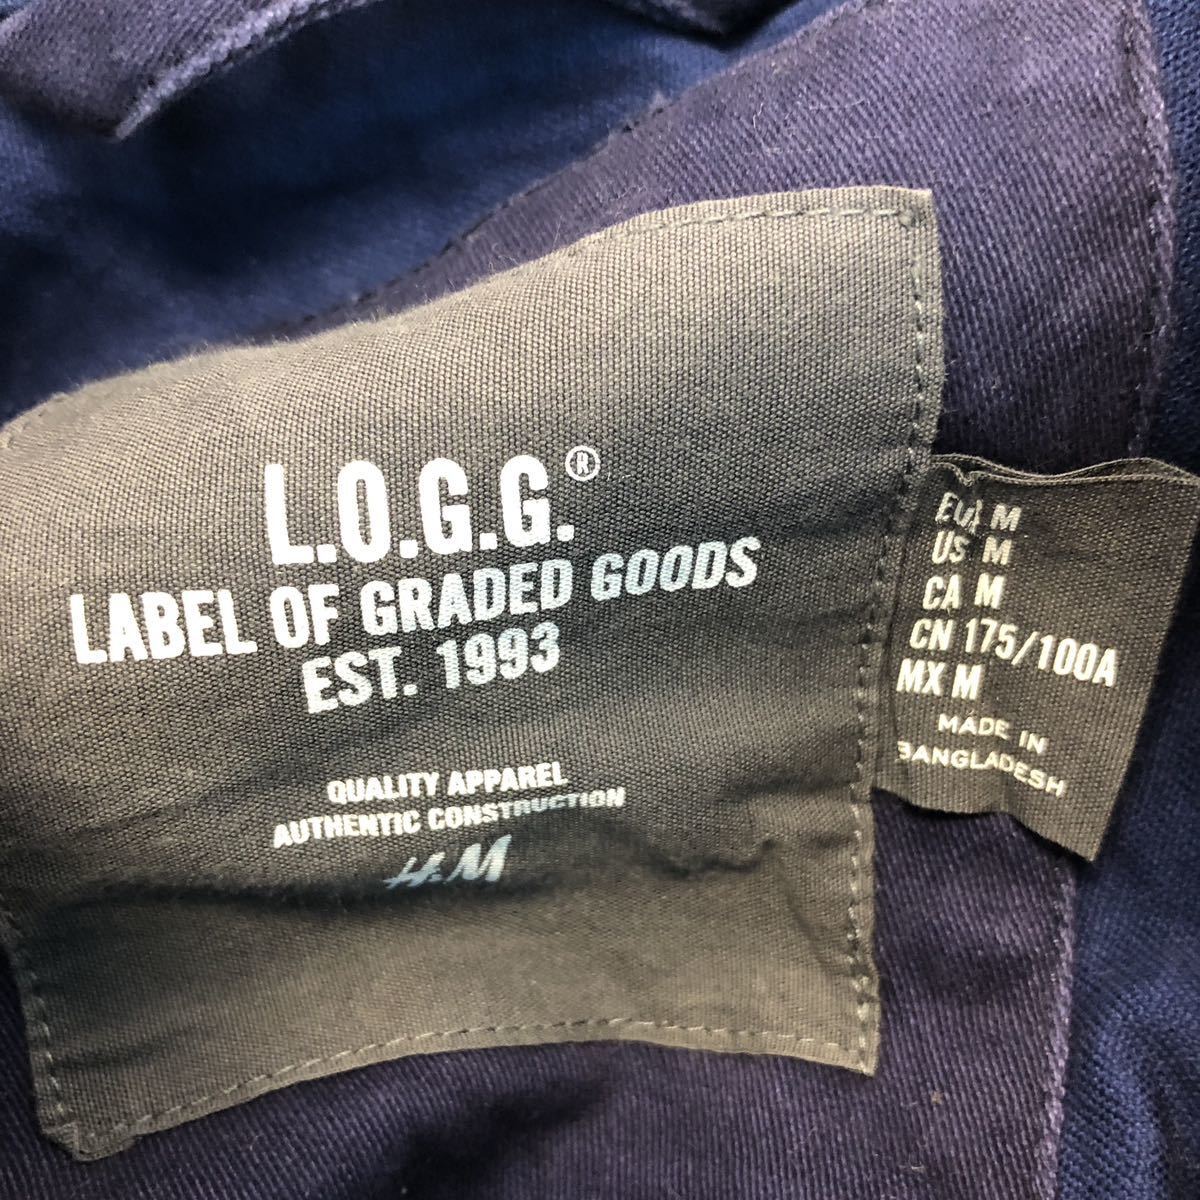 L.O.G.G.®
LABEL OF GRADED GOODS
EST. 1993
QUALITY APPAREL
AUTHENTIC CONSTRUCTION
H&M
EUR M
US M
CA M
CN 175/100A
MX M
MADE IN
BANGLADESH